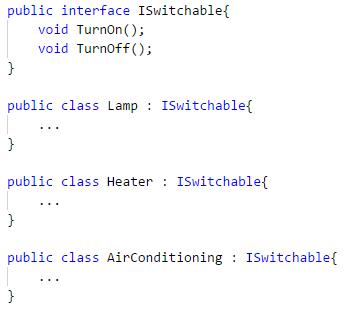 public interface ISwitchable{
    void TurnOn();
    void TurnOff();
}

public class Lamp : ISwitchable{
    ...
}

public class Heater : ISwitchable{
    ...
}

public class AirConditioning : ISwitchable{
    ...
}